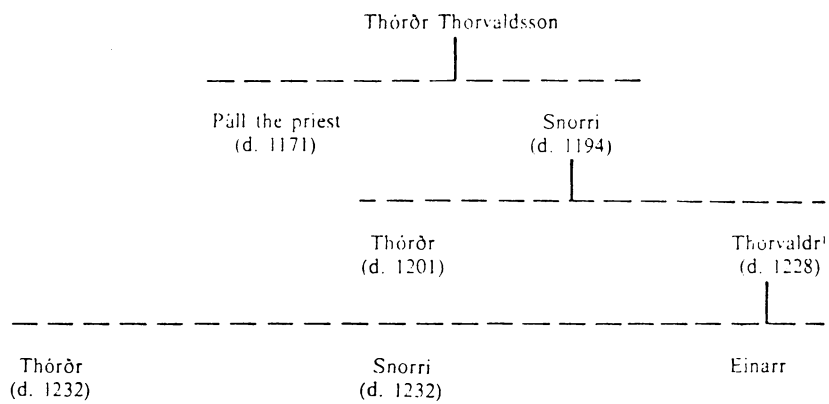 Thórðr Thorvaldsson
Páll the priest Snorri
(d. 1171) (d. 1194)
Thórðr Thorvaldr¹
(d. 1201) (d. 1228)
Thórðr Snorri Einarr
(d. 1232) (d. 1232)